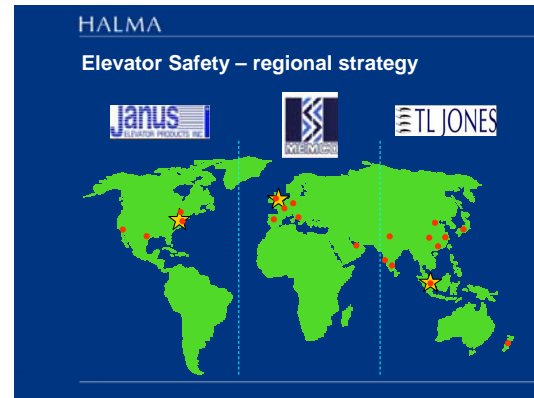 HALMA
Elevator Safety – regional strategy
Janus
ELEVATOR PRODUCTS INC
MEMCO
TL JONES